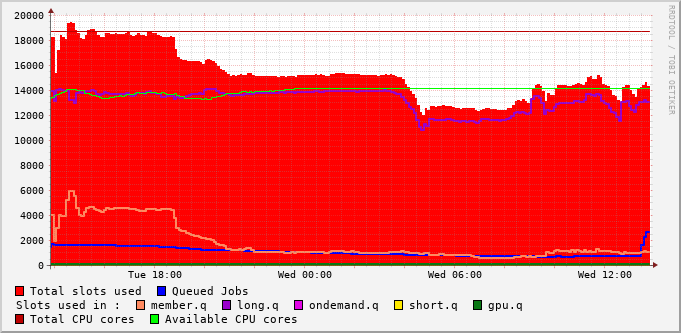 20000
18000
16000
14000
12000
10000
8000
6000
4000
2000
0
Tue 18:00 Wed 00:00 Wed 06:00 Wed 12:00
RRDTOOL / TOBI OETIKER
Total slots used Queued Jobs
Slots used in : member.q long.q ondemand.q short.q gpu.q
Total CPU cores Available CPU cores